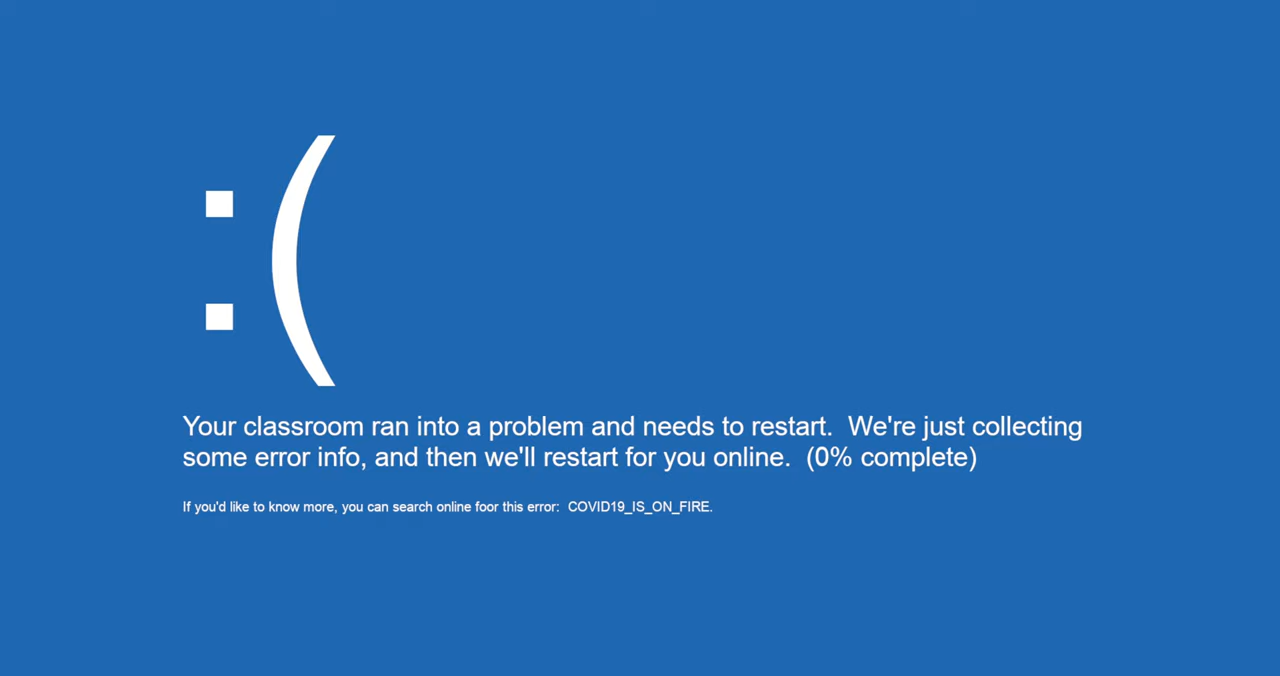 :(
Your classroom ran into a problem and needs to restart.  We're just collecting
some error info, and then we'll restart for you online.  (0% complete)
If you'd like to know more, you can search online foor this error:  COVID19_IS_ON_FIRE.